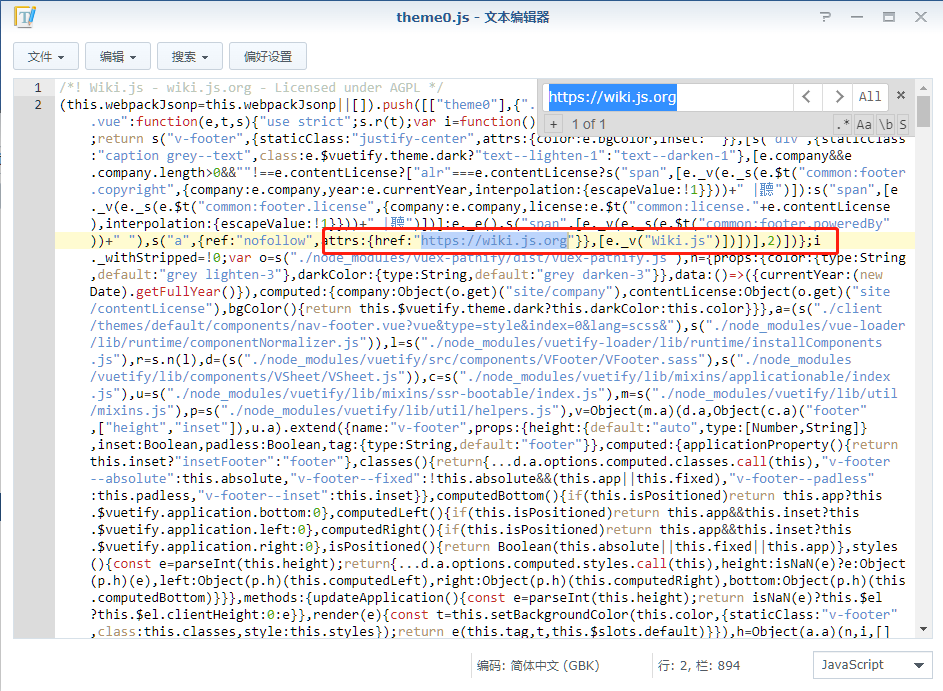 theme0.js - 文本编辑器
文件 编辑 搜索 偏好设置
https://wiki.js.org All
+ 1 of 1 .* Aa \b S
1 /*! Wiki.js - wiki.js.org - Licensed under AGPL */
2 (this.webpackJsonp=this.webpackJsonp||[]).push([["theme0"],{".
.vue":function(e,t,s){"use strict";s.r(t);var i=function()
;return s("v-footer",{staticClass:"justify-center",attrs:{color:e.bgColor,inset:""}},[s("div",{staticClass
:"caption grey--text",class:e.$vuetify.theme.dark?"text--lighten-1":"text--darken-1"},[e.company&&e
.company.length>0&&""!==e.contentLicense?["alr"===e.contentLicense?s("span",[e._v(e._s(e.$t("common:footer
.copyright",{company:e.company,year:e.currentYear,interpolation:{escapeValue:!1}}))+" |聽")]):s("span",[e
._v(e._s(e.$t("common:footer.license",{company:e.company,license:e.$t("common:license."+e.contentLicense
),interpolation:{escapeValue:!1}}))+" |聽")])]:e._e(),s("span",[e._v(e._s(e.$t("common:footer.poweredBy"
))+" "),s("a",{ref:"nofollow",attrs:{href:"https://wiki.js.org"}},[e._v("Wiki.js")])])],2)])};i
._withStripped=!0;var o=s("./node_modules/vuex-pathify/dist/vuex-pathify.js"),n={props:{color:{type:String
,default:"grey lighten-3"},darkColor:{type:String,default:"grey darken-3"}},data:()=>({currentYear:(new
Date).getFullYear()}),computed:{company:Object(o.get)("site/company"),contentLicense:Object(o.get)("site
/contentLicense"),bgColor(){return this.$vuetify.theme.dark?this.darkColor:this.color}}},a=(s("./client
/themes/default/components/nav-footer.vue?vue&type=style&index=0&lang=scss&"),s("./node_modules/vue-loader
/lib/runtime/componentNormalizer.js")),l=s("./node_modules/vuetify-loader/lib/runtime/installComponents
.js"),r=s.n(l),d=(s("./node_modules/vuetify/src/components/VFooter/VFooter.sass"),s("./node_modules
/vuetify/lib/components/VSheet/VSheet.js")),c=s("./node_modules/vuetify/lib/mixins/applicationable/index
.js"),u=s("./node_modules/vuetify/lib/mixins/ssr-bootable/index.js"),m=s("./node_modules/vuetify/lib/util
/mixins.js"),p=s("./node_modules/vuetify/lib/util/helpers.js"),v=Object(m.a)(d.a,Object(c.a)("footer"
,["height","inset"]),u.a).extend({name:"v-footer",props:{height:{default:"auto",type:[Number,String]}
,inset:Boolean,padless:Boolean,tag:{type:String,default:"footer"}},computed:{applicationProperty(){return
this.inset?"insetFooter":"footer"},classes(){return{...d.a.options.computed.classes.call(this),"v-footer
--absolute":this.absolute,"v-footer--fixed":!this.absolute&&(this.app||this.fixed),"v-footer--padless"
:this.padless,"v-footer--inset":this.inset}},computedBottom(){if(this.isPositioned)return this.app?this
.$vuetify.application.bottom:0},computedLeft(){if(this.isPositioned)return this.app&&this.inset?this
.$vuetify.application.left:0},computedRight(){if(this.isPositioned)return this.app&&this.inset?this
.$vuetify.application.right:0},isPositioned(){return Boolean(this.absolute||this.fixed||this.app)},styles
(){const e=parseInt(this.height);return{...d.a.options.computed.styles.call(this),height:isNaN(e)?e:Object
(p.h)(e),left:Object(p.h)(this.computedLeft),right:Object(p.h)(this.computedRight),bottom:Object(p.h)(this
.computedBottom)}}},methods:{updateApplication(){const e=parseInt(this.height);return isNaN(e)?this.$el
?this.$el.clientHeight:0:e}},render(e){const t=this.setBackgroundColor(this.color,{staticClass:"v-footer"
,class:this.classes,style:this.styles});return e(this.tag,t,this.$slots.default)}}),h=Object(a.a)(n,i,[]
编码: 简体中文 (GBK) 行: 2, 栏: 894 JavaScript